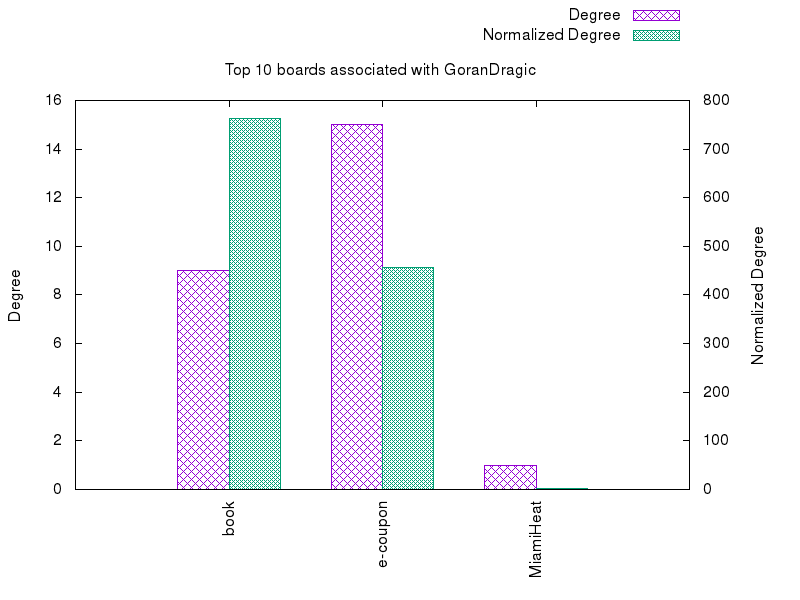 Degree
Normalized Degree
Top 10 boards associated with GoranDragic
16
14
12
10
8
6
4
2
0
800
700
600
500
400
300
200
100
0
Degree
Normalized Degree
book
e-coupon
MiamiHeat